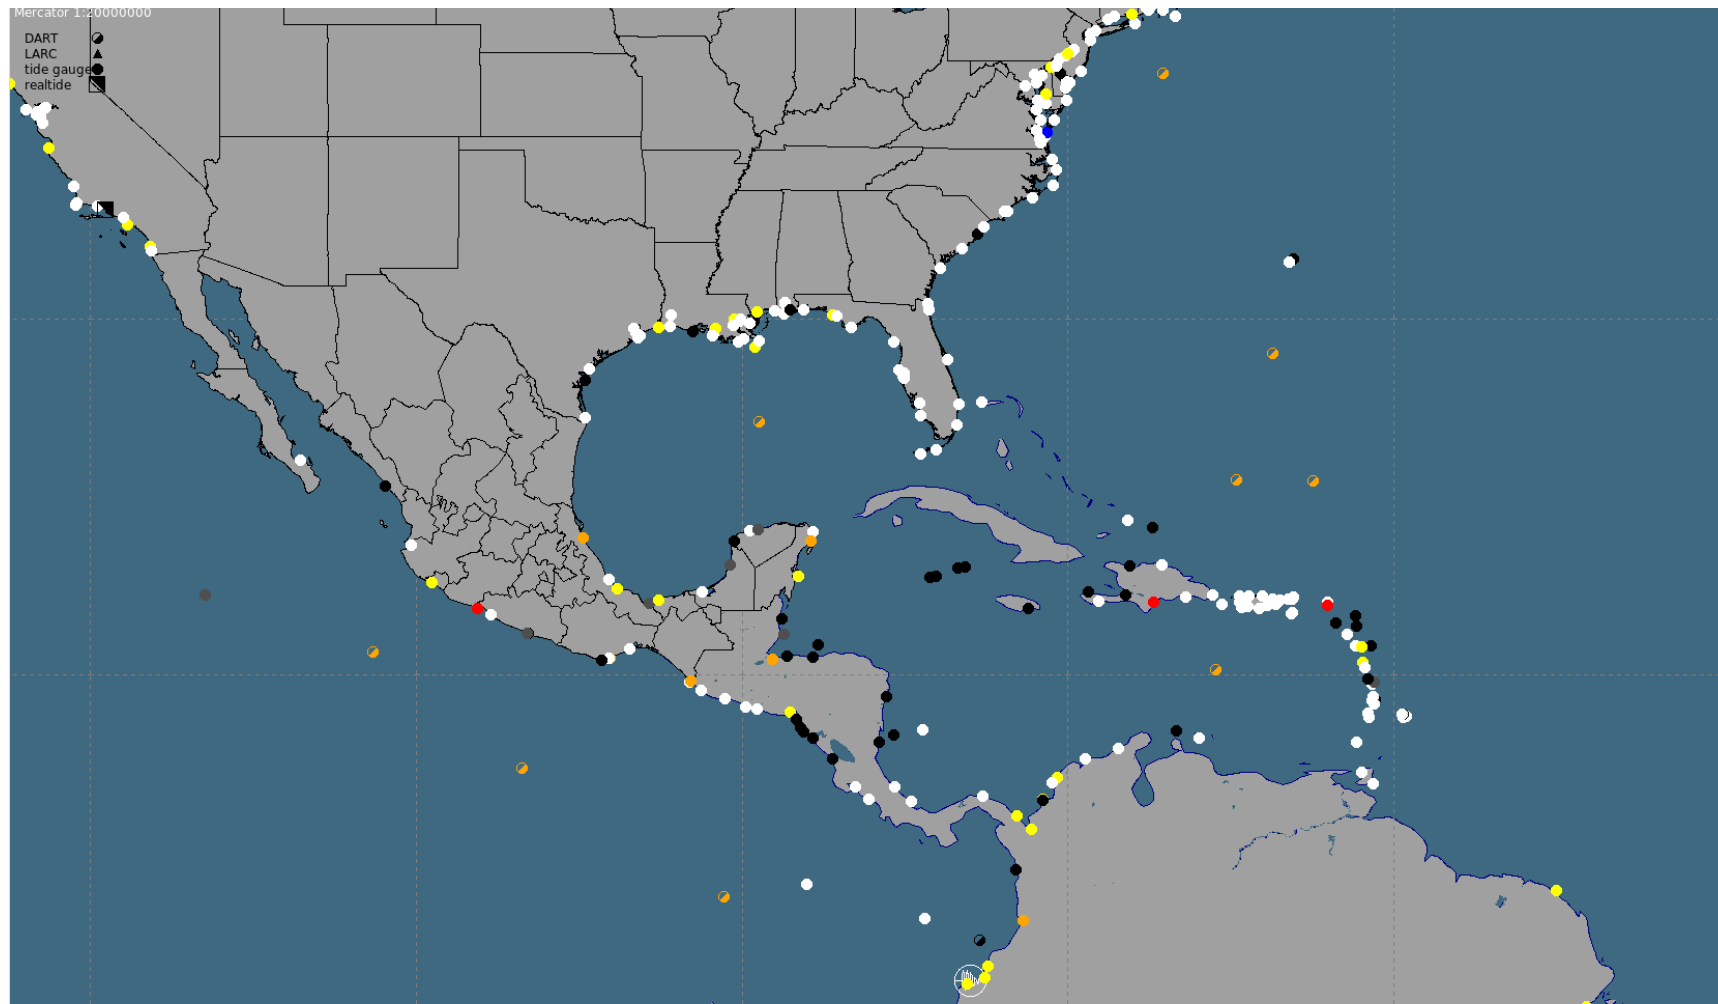 Mercator 1:20000000
DART
LARC
tide gauge
realtide